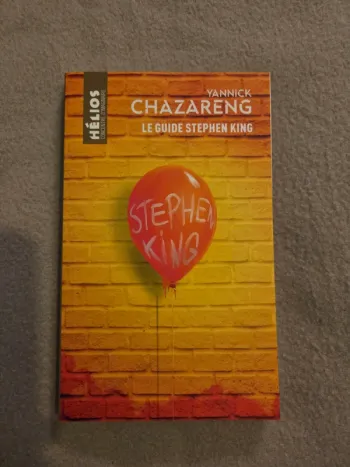 HÉLIOS
YANNICK
CHAZARENG
LE GUIDE STEPHEN KING
STEPHEN
KING